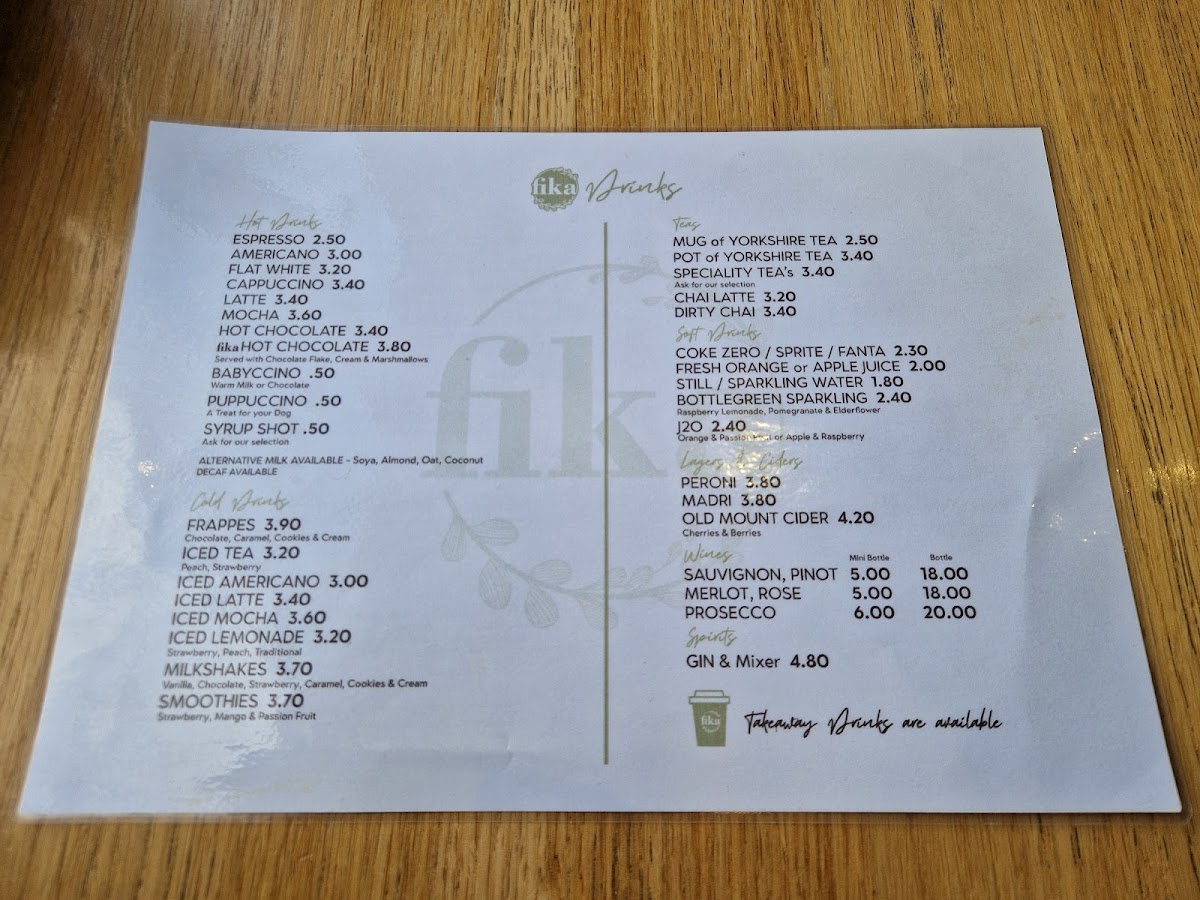 fika Drinks
Hot Drinks
ESPRESSO 2.50
AMERICANO 3.00
FLAT WHITE 3.20
CAPPUCCINO 3.40
LATTE 3.40
MOCHA 3.60
HOT CHOCOLATE 3.40
fika HOT CHOCOLATE 3.80
Served with Chocolate Flake, Cream & Marshmallows
BABYCCINO .50
Warm Milk or Chocolate
PUPPUCCINO .50
A Treat for your Dog
SYRUP SHOT .50
Ask for our selection
ALTERNATIVE MILK AVAILABLE - Soya, Almond, Oat, Coconut
DECAF AVAILABLE
Cold Drinks
FRAPPES 3.90
Chocolate, Caramel, Cookies & Cream
ICED TEA 3.20
Peach, Strawberry
ICED AMERICANO 3.00
ICED LATTE 3.40
ICED MOCHA 3.60
ICED LEMONADE 3.20
Strawberry, Peach, Traditional
MILKSHAKES 3.70
Vanilla, Chocolate, Strawberry, Caramel, Cookies & Cream
SMOOTHIES 3.70
Strawberry, Mango & Passion Fruit
fik
Teas
MUG of YORKSHIRE TEA 2.50
POT of YORKSHIRE TEA 3.40
SPECIALITY TEA's 3.40
Ask for our selection
CHAI LATTE 3.20
DIRTY CHAI 3.40
Soft Drinks
COKE ZERO / SPRITE / FANTA 2.30
FRESH ORANGE or APPLE JUICE 2.00
STILL / SPARKLING WATER 1.80
BOTTLEGREEN SPARKLING 2.40
Raspberry Lemonade, Pomegranate & Elderflower
J2O 2.40
Orange & Passion Fruit or Apple & Raspberry
Lagers & Ciders
PERONI 3.80
MADRI 3.80
OLD MOUNT CIDER 4.20
Cherries & Berries
Wines Mini Bottle Bottle
SAUVIGNON, PINOT 5.00 18.00
MERLOT, ROSE 5.00 18.00
PROSECCO 6.00 20.00
Spirits
GIN & Mixer 4.80
fika
Takeaway Drinks are available